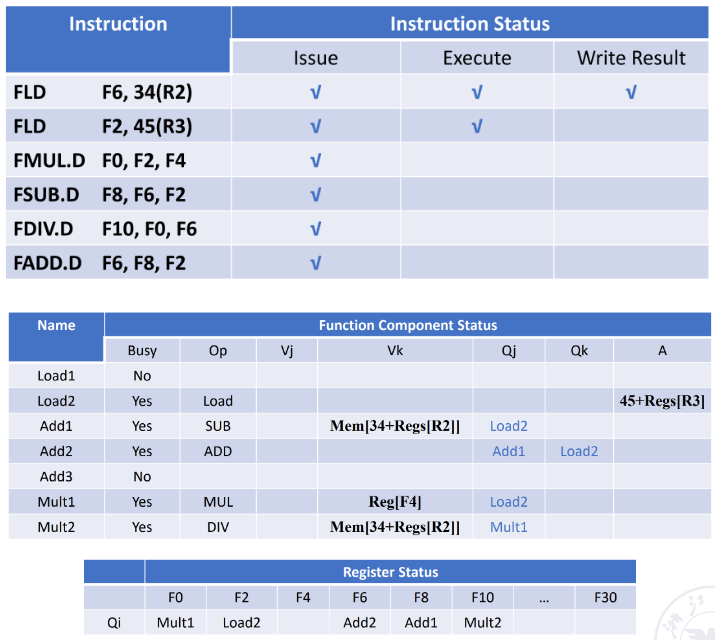 Instruction Instruction Status
Issue Execute Write Result
FLD F6, 34(R2) √ √ √
FLD F2, 45(R3) √ √
FMUL.D F0, F2, F4 √
FSUB.D F8, F6, F2 √
FDIV.D F10, F0, F6 √
FADD.D F6, F8, F2 √
Name Function Component Status
Busy Op Vj Vk Qj Qk A
Load1 No
Load2 Yes Load 45+Regs[R3]
Add1 Yes SUB Mem[34+Regs[R2]] Load2
Add2 Yes ADD Add1 Load2
Add3 No
Mult1 Yes MUL Reg[F4] Load2
Mult2 Yes DIV Mem[34+Regs[R2]] Mult1
Register Status
F0 F2 F4 F6 F8 F10 ... F30
Qi Mult1 Load2 Add2 Add1 Mult2